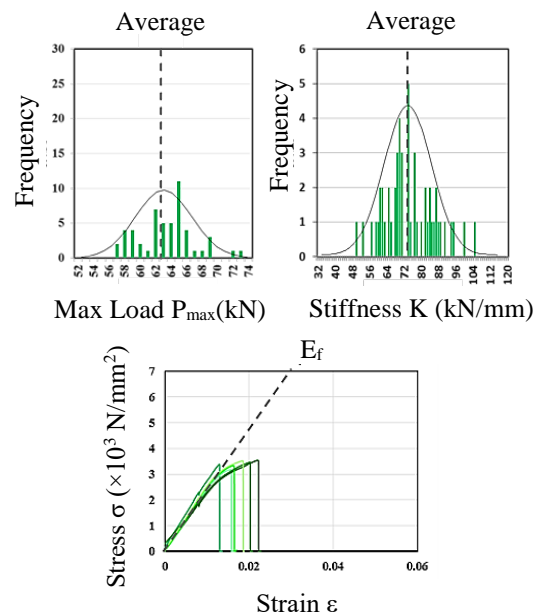 Average
Frequency
30
25
20
15
10
5
0
52 54 56 58 60 62 64 66 68 70 72 74
Max Load Pmax(kN)
Average
Frequency
6
5
4
3
2
1
0
32 40 48 56 64 72 80 88 96 104 112 120
Stiffness K (kN/mm)
Ef
Stress σ (×10³ N/mm²)
7
6
5
4
3
2
1
0
0 0.02 0.04 0.06
Strain ε